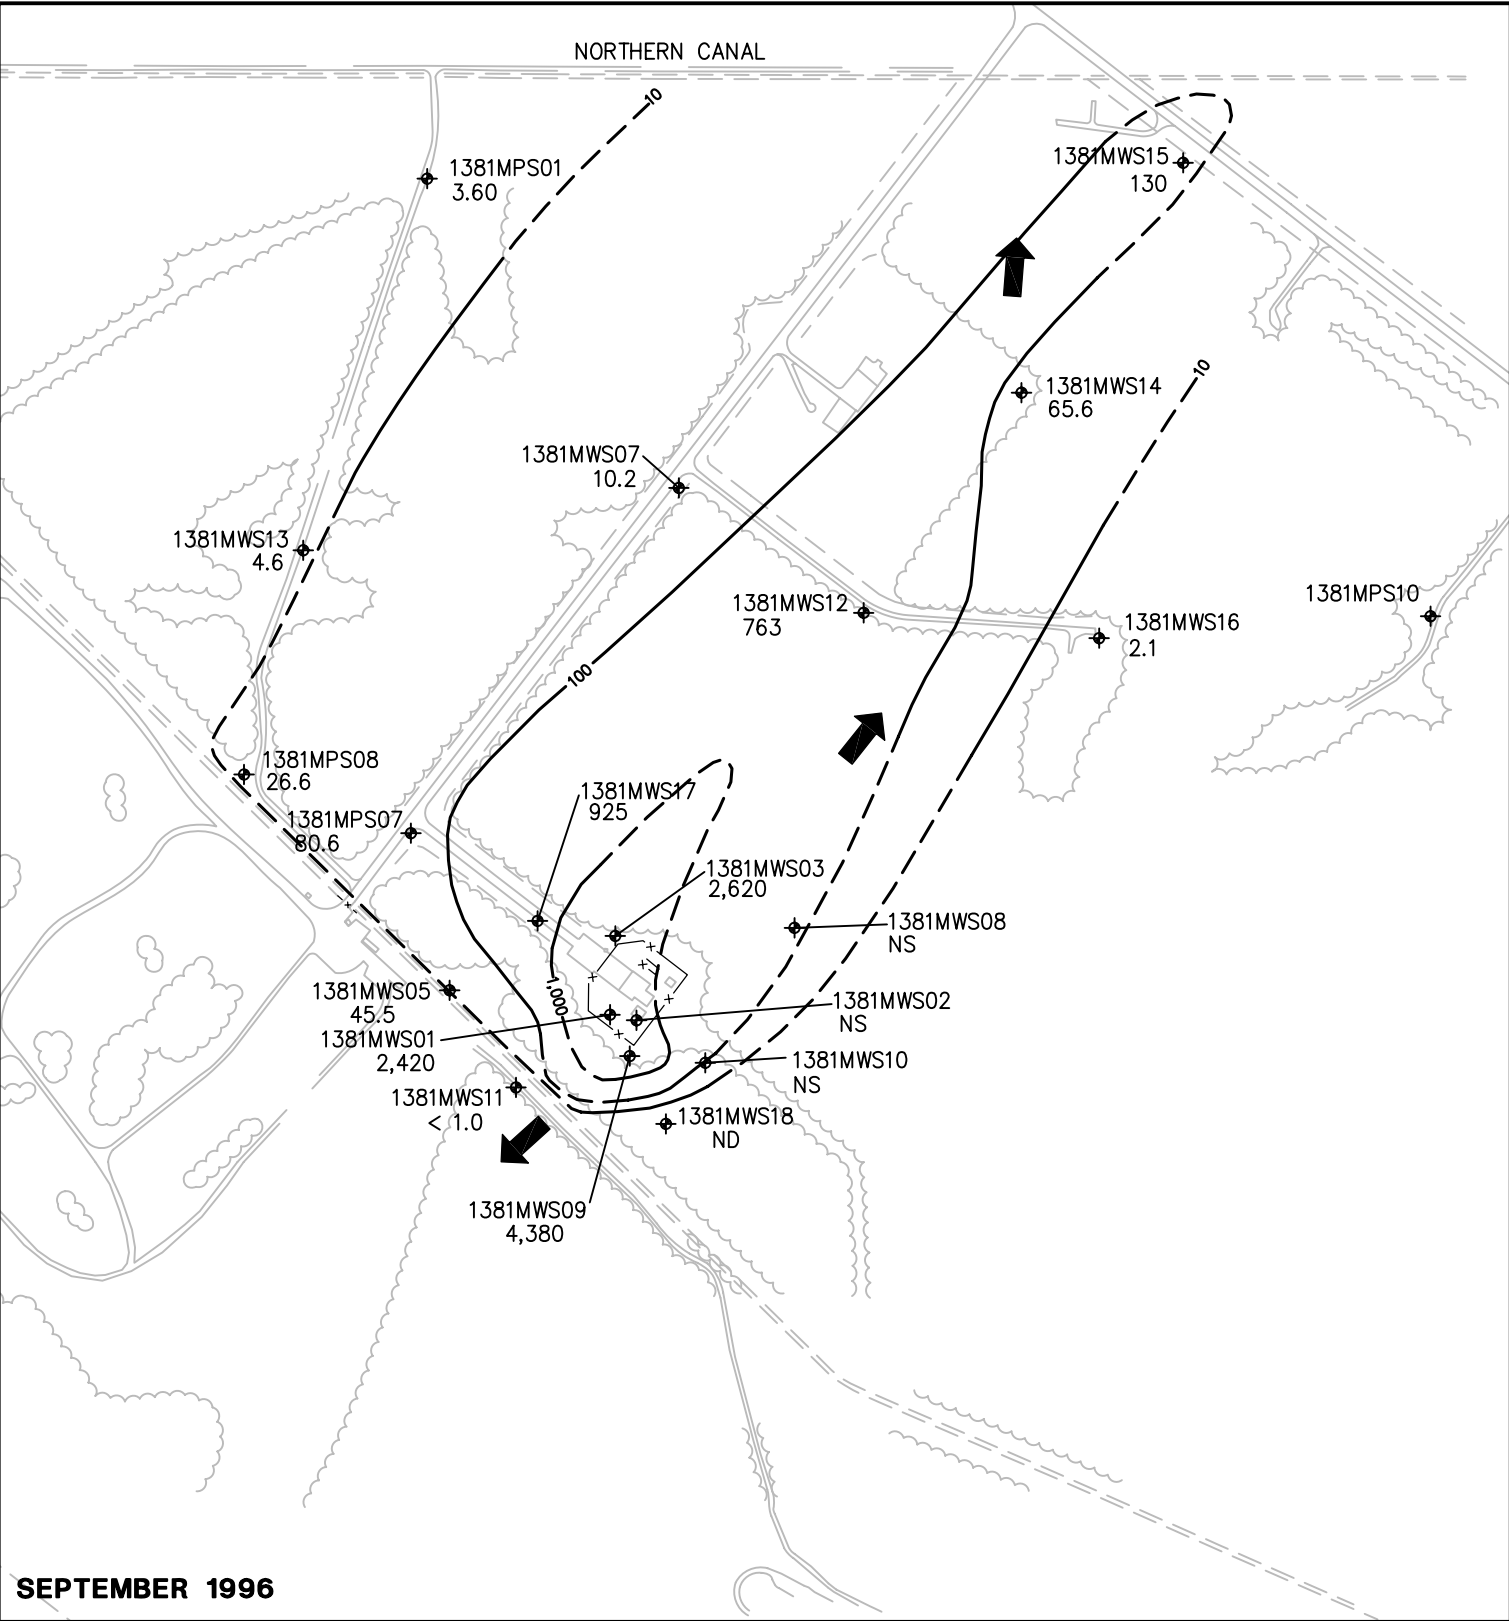 NORTHERN CANAL
10
1381MPS01
3.60
1381MWS15
130
10
1381MWS14
65.6
1381MWS07
10.2
1381MWS13
4.6
1381MWS12
763
1381MPS10
1381MWS16
2.1
100
1381MPS08
26.6
1381MWS17
925
1381MPS07
80.6
1381MWS03
2,620
1381MWS08
NS
1,000
1381MWS05
45.5
1381MWS02
NS
1381MWS01
2,420
1381MWS10
NS
1381MWS11
< 1.0
1381MWS18
ND
1381MWS09
4,380
SEPTEMBER 1996